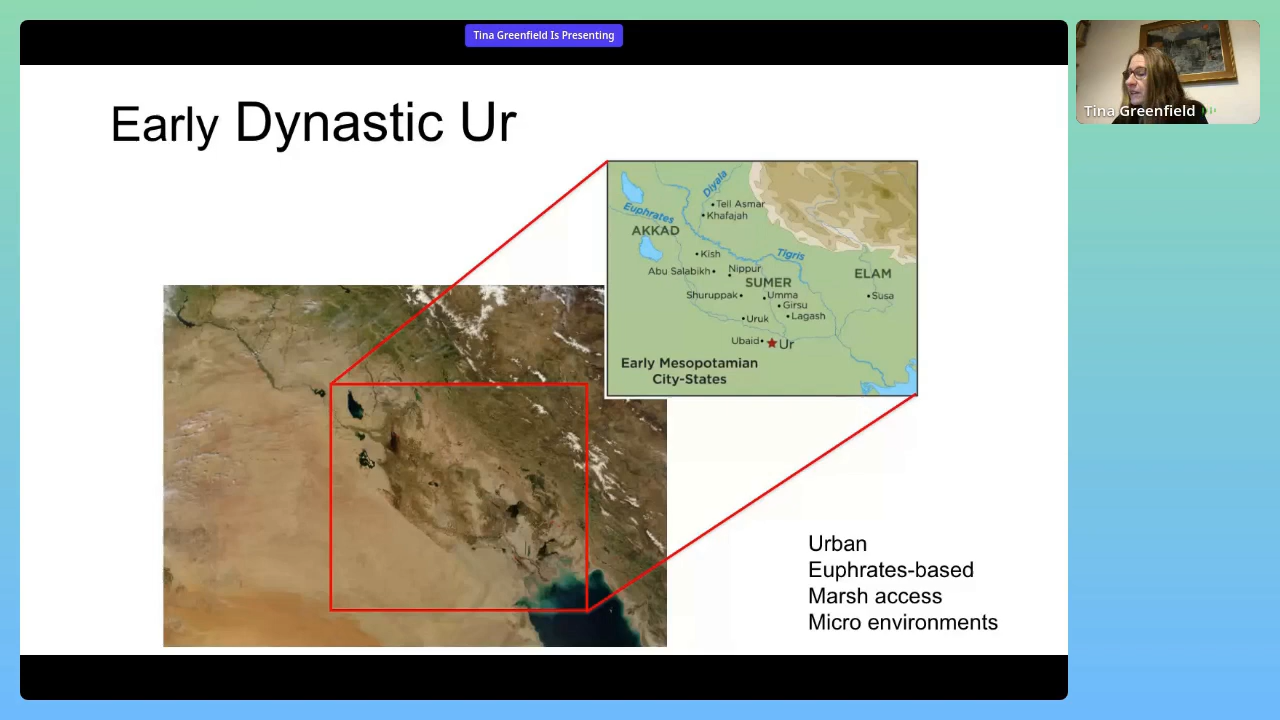 Tina Greenfield Is Presenting
Tina Greenfield
Early Dynastic Ur
Diyala
Tell Asmar
Khafajah
Euphrates
AKKAD
Kish
Tigris
Abu Salabikh
Nippur
ELAM
SUMER
Shuruppak
Umma
Susa
Girsu
Uruk
Lagash
Ubaid
Ur
Early Mesopotamian
City-States
Urban
Euphrates-based
Marsh access
Micro environments